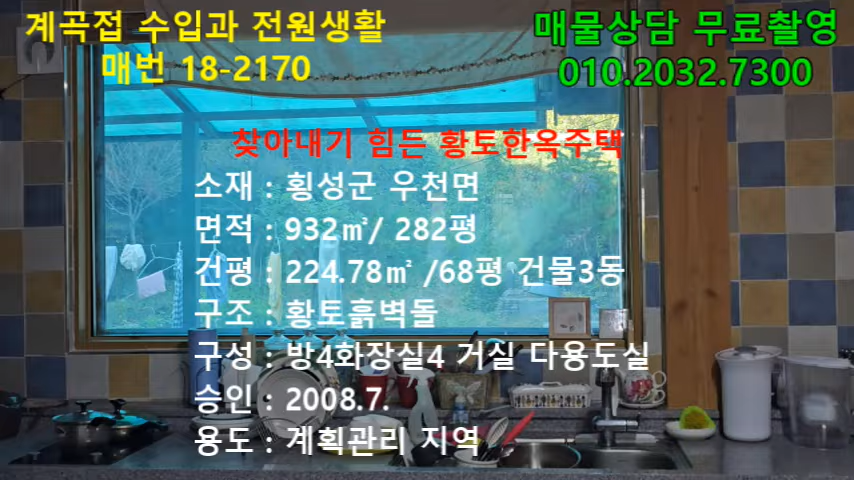 계곡접 수입과 전원생활
매번 18-2170
매물상담 무료촬영
010.2032.7300
찾아내기 힘든 황토한옥주택
소재 : 횡성군 우천면
면적 : 932㎡/ 282평
건평 : 224.78㎡ /68평 건물3동
구조 : 황토흙벽돌
구성 : 방4화장실4 거실 다용도실
승인 : 2008.7.
용도 : 계획관리 지역